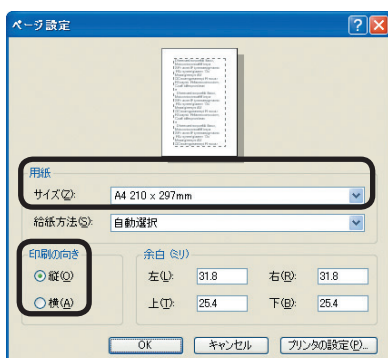 ページ設定
用紙
サイズ(Z): A4 210 x 297mm
給紙方法(S): 自動選択
印刷の向き 余白 (ミリ)
縦(O) 左(L): 31.8 右(R): 31.8
横(A) 上(T): 25.4 下(B): 25.4
OK キャンセル プリンタの設定(P)...